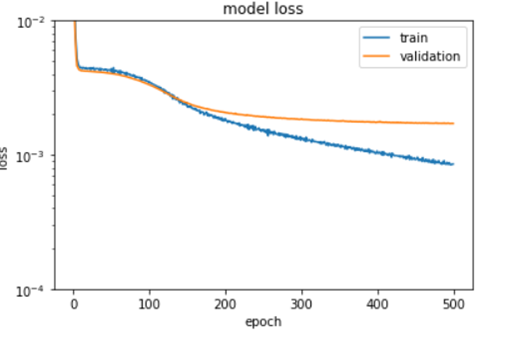 model loss
10⁻²
train
validation
10⁻³
loss
10⁻⁴
0 100 200 300 400 500
epoch